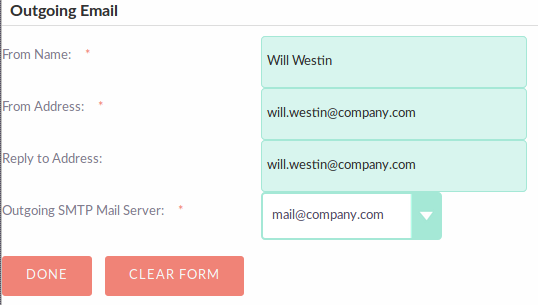 Outgoing Email
From Name: * Will Westin
From Address: * will.westin@company.com
Reply to Address: will.westin@company.com
Outgoing SMTP Mail Server: * mail@company.com
DONE CLEAR FORM